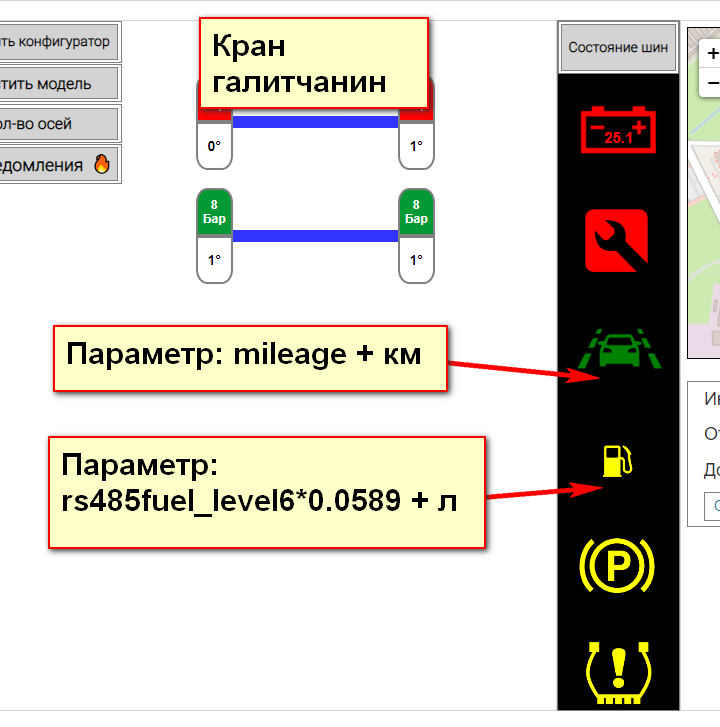 ть конфигуратор
тить модель
ол-во осей
едомления
Кран
галитчанин
0°
1°
8
Бар
8
Бар
1°
1°
Параметр: mileage + км
Параметр:
rs485fuel_level6*0.0589 + л
Состояние шин
- +
25.1
P
!
+
−
Ин
От
До